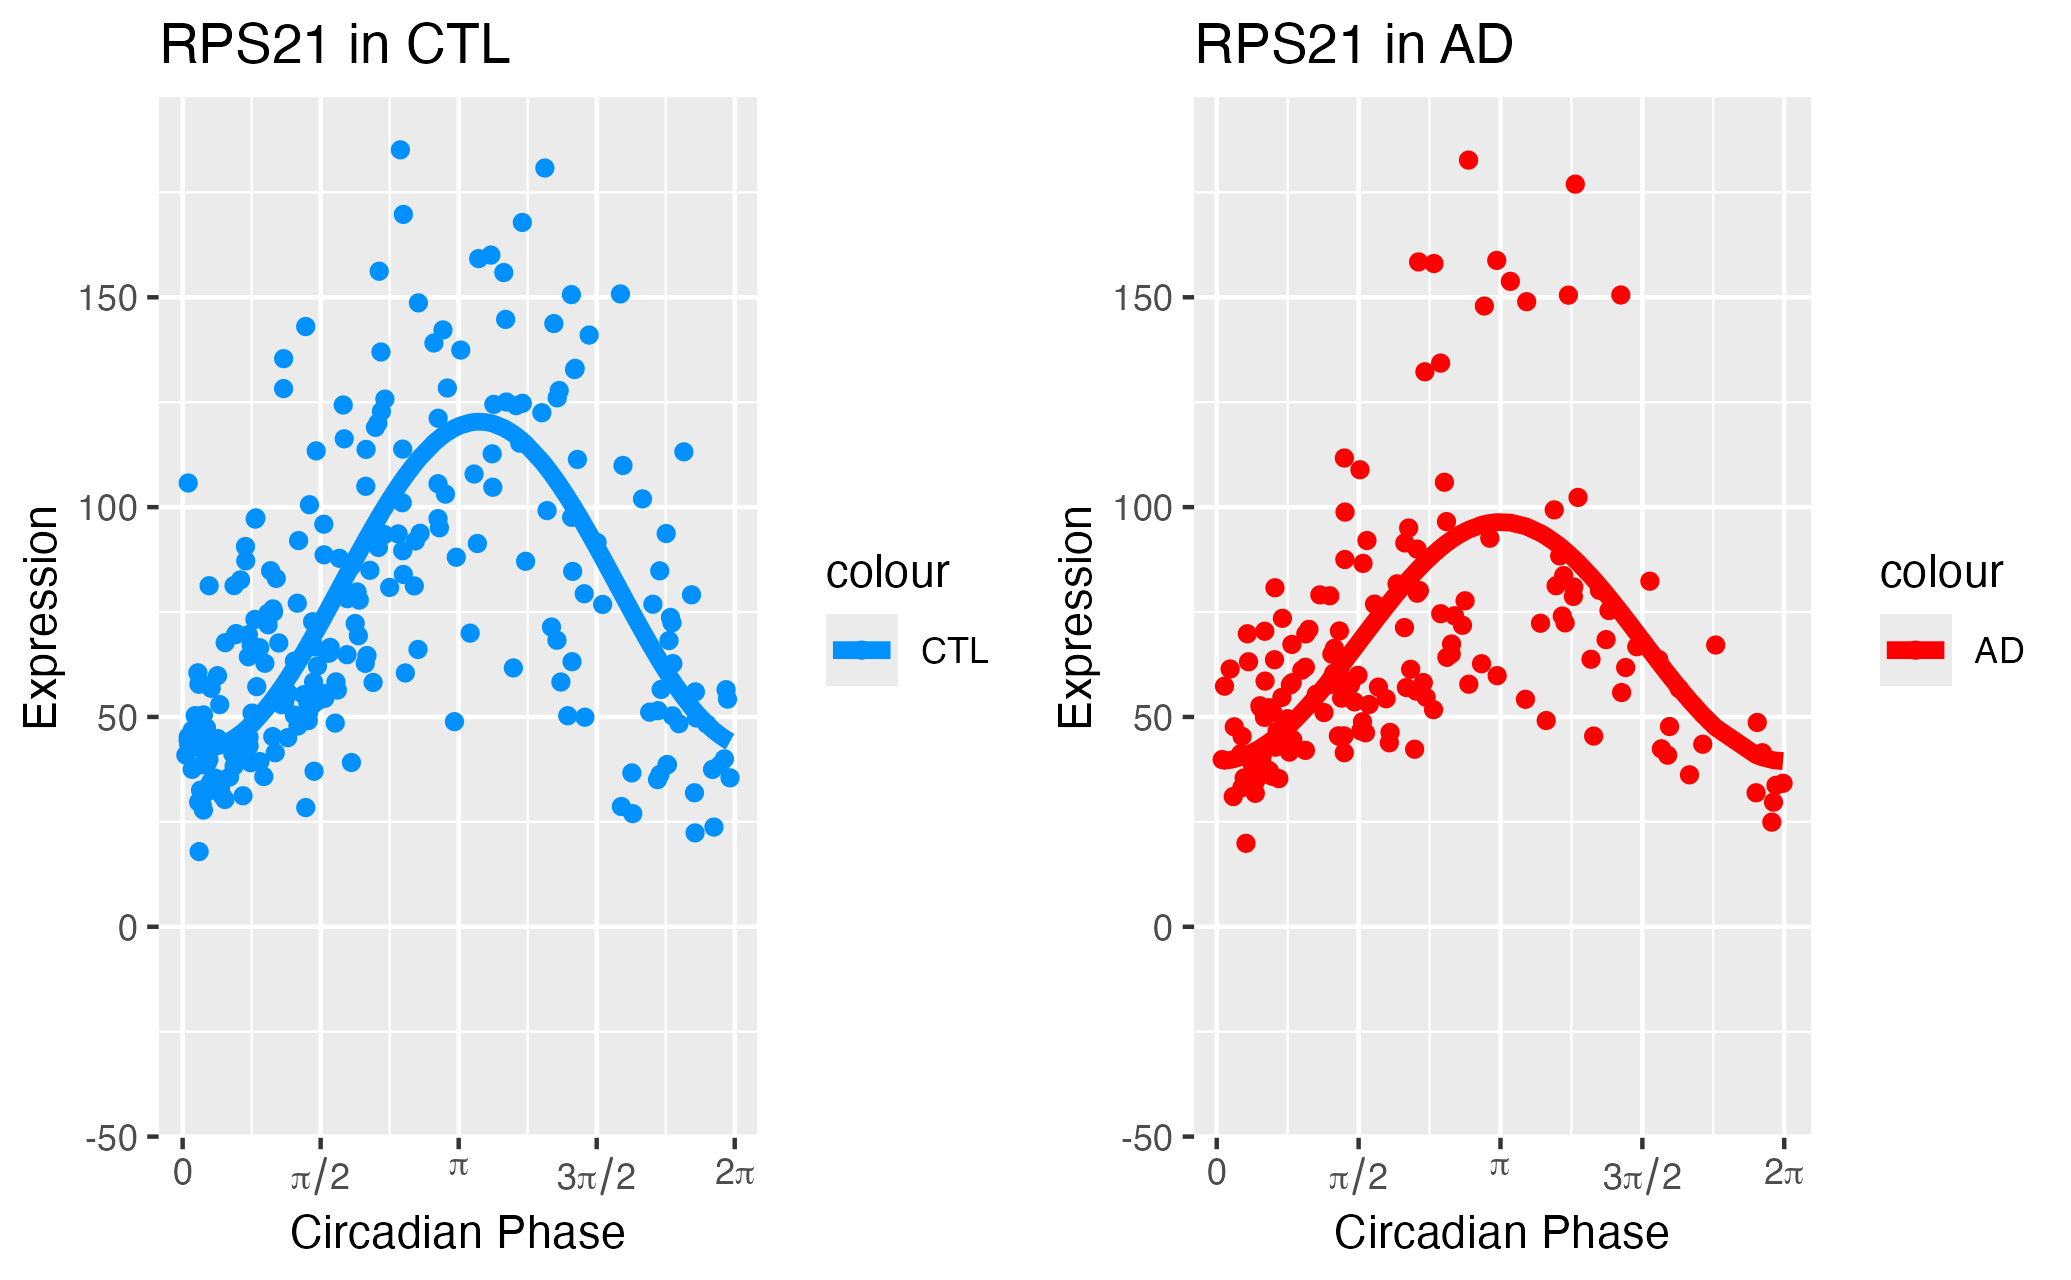 RPS21 in CTL
Expression
150
100
50
0
-50
0 π/2 π 3π/2 2π
Circadian Phase
colour
CTL
RPS21 in AD
Expression
150
100
50
0
-50
0 π/2 π 3π/2 2π
Circadian Phase
colour
AD